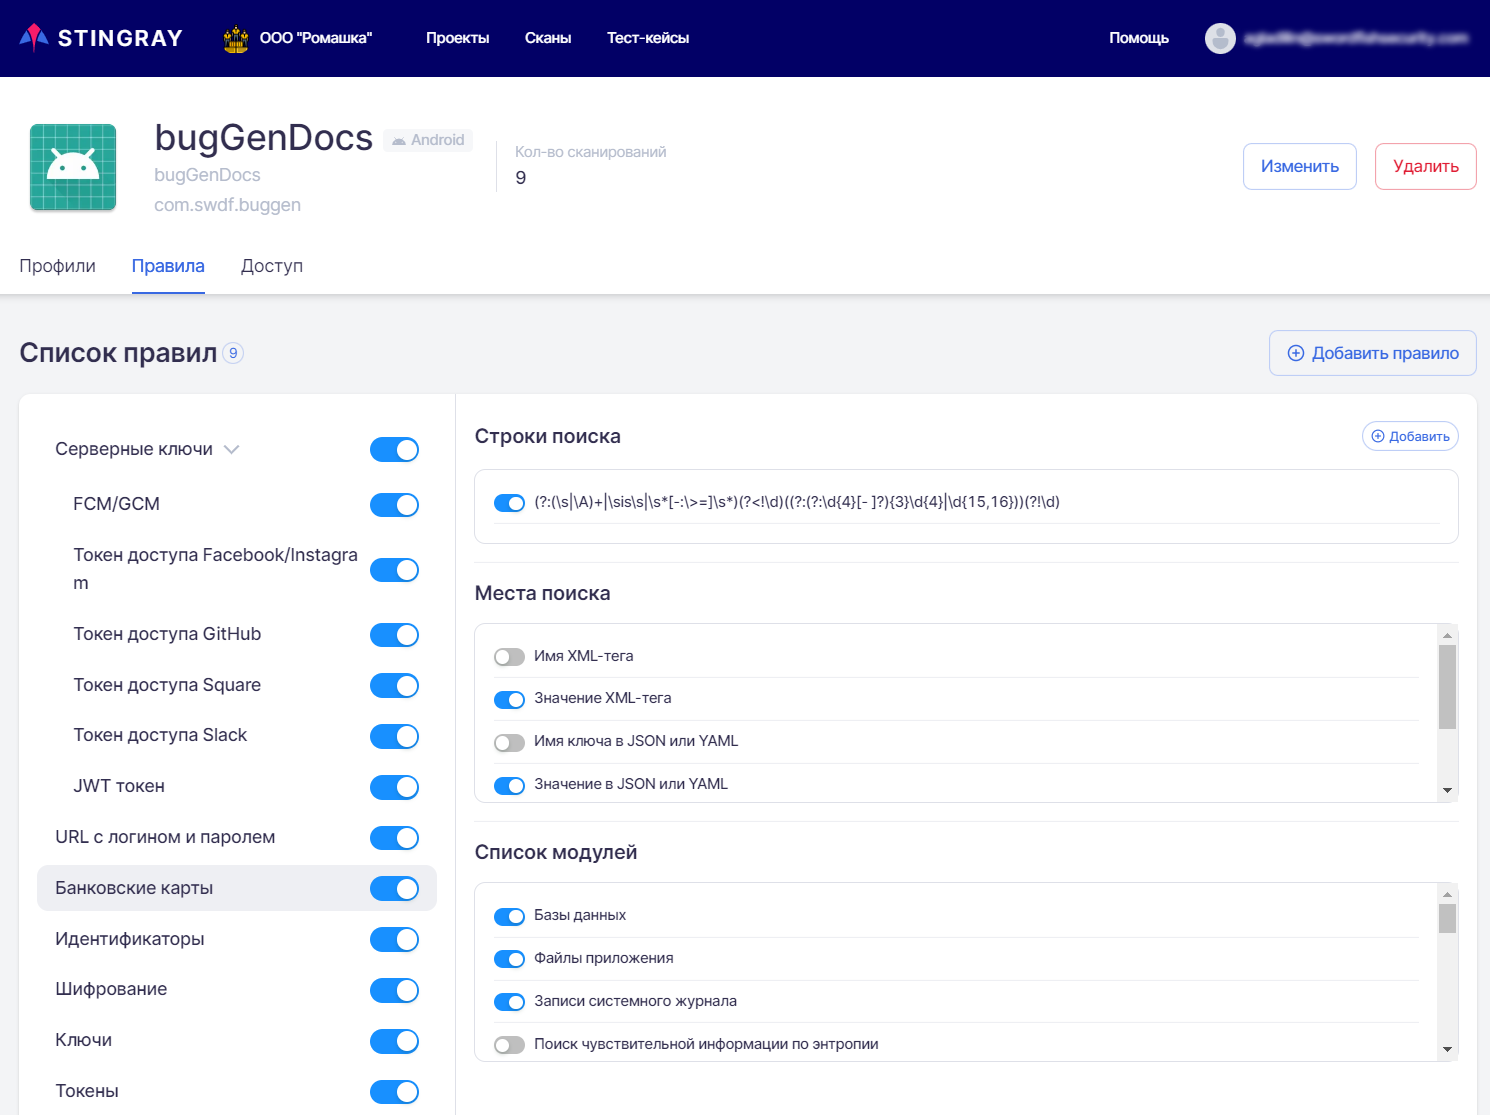 STINGRAY
ООО "Ромашка"
Проекты
Сканы
Тест-кейсы
Помощь
bugGenDocs
Android
bugGenDocs
com.swdf.buggen
Кол-во сканирований
9
Изменить
Удалить
Профили
Правила
Доступ
Список правил 9
Добавить правило
Серверные ключи
FCM/GCM
Токен доступа Facebook/Instagra
m
Токен доступа GitHub
Токен доступа Square
Токен доступа Slack
JWT токен
URL с логином и паролем
Банковские карты
Идентификаторы
Шифрование
Ключи
Токены
Строки поиска
Добавить
(?:(\s|\A)+|\sis\s|\s*[-:\>=]\s*)(?<!\d)((?:(?:\d{4}[- ]?){3}\d{4}|\d{15,16}))(?!\d)
Места поиска
Имя XML-тега
Значение XML-тега
Имя ключа в JSON или YAML
Значение в JSON или YAML
Список модулей
Базы данных
Файлы приложения
Записи системного журнала
Поиск чувствительной информации по энтропии